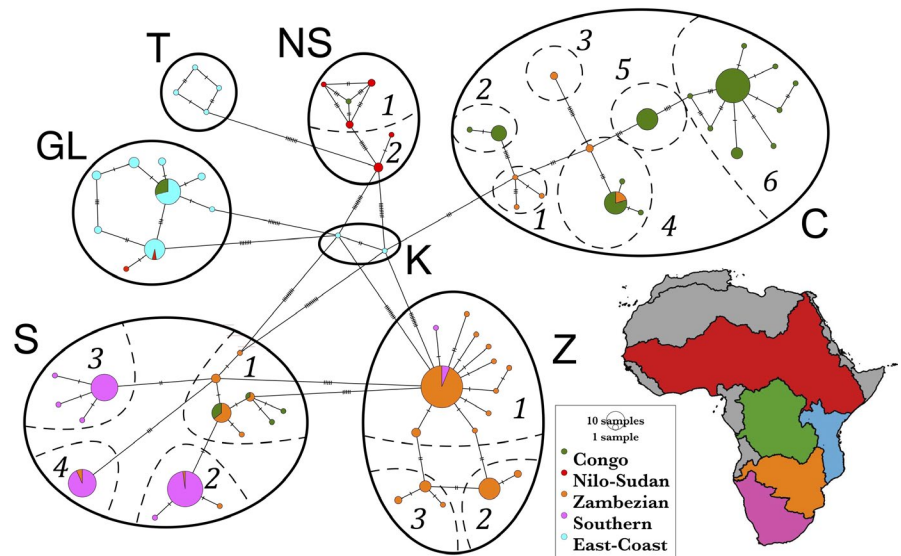 T
NS
1
2
GL
K
C
1
2
3
4
5
6
S
1
2
3
4
Z
1
2
3
10 samples
1 sample
Congo
Nilo-Sudan
Zambezian
Southern
East-Coast